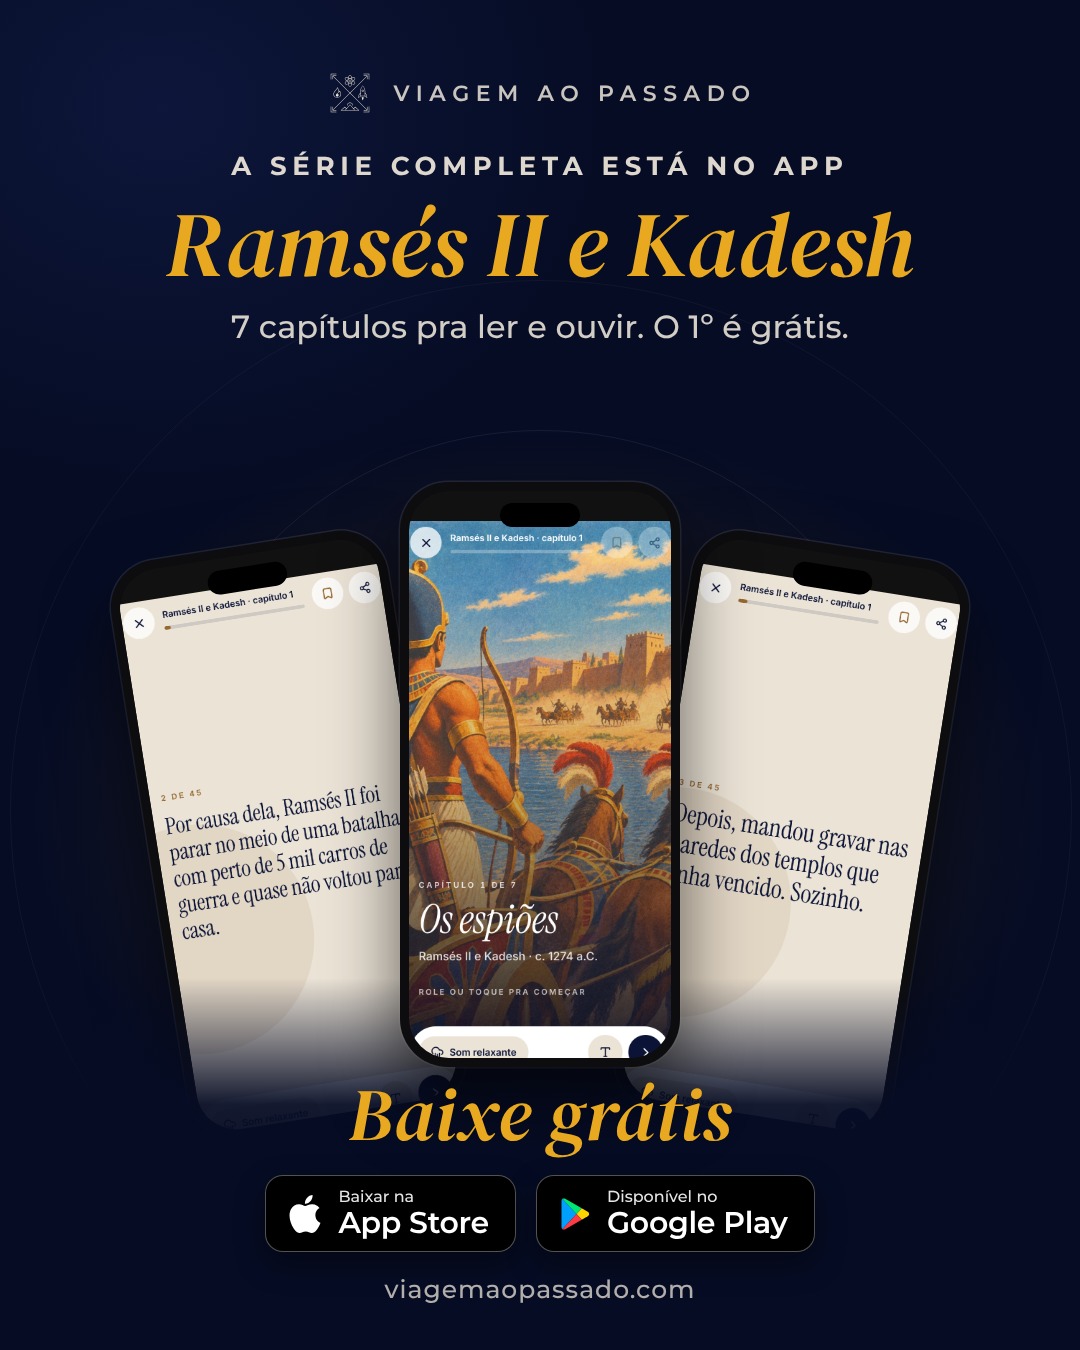 VIAGEM AO PASSADO
A SÉRIE COMPLETA ESTÁ NO APP
Ramsés II e Kadesh
7 capítulos pra ler e ouvir. O 1º é grátis.
Ramsés II e Kadesh · capítulo 1
2 DE 45
Por causa dela, Ramsés II foi
parar no meio de uma batalha
com perto de 5 mil carros de
guerra e quase não voltou par
casa.
Ramsés II e Kadesh · capítulo 1
CAPÍTULO 1 DE 7
Os espiões
Ramsés II e Kadesh · c. 1274 a.C.
ROLE OU TOQUE PRA COMEÇAR
Som relaxante
T
Ramsés II e Kadesh · capítulo 1
3 DE 45
Depois, mandou gravar nas
aredes dos templos que
nha vencido. Sozinho.
Baixe grátis
Baixar na
App Store
Disponível no
Google Play
viagemaopassado.com